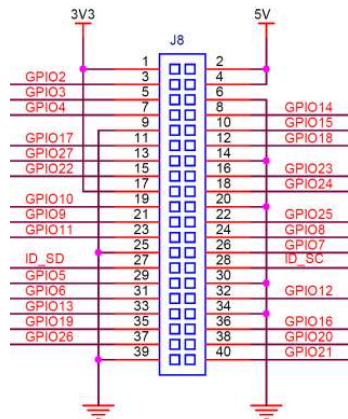 3V3 5V
J8
1 2
GPIO2 3 4
GPIO3 5 6
GPIO4 7 8 GPIO14
9 10 GPIO15
GPIO17 11 12 GPIO18
GPIO27 13 14
GPIO22 15 16 GPIO23
17 18 GPIO24
GPIO10 19 20
GPIO9 21 22 GPIO25
GPIO11 23 24 GPIO8
25 26 GPIO7
ID_SD 27 28 ID_SC
GPIO5 29 30
GPIO6 31 32 GPIO12
GPIO13 33 34
GPIO19 35 36 GPIO16
GPIO26 37 38 GPIO20
39 40 GPIO21